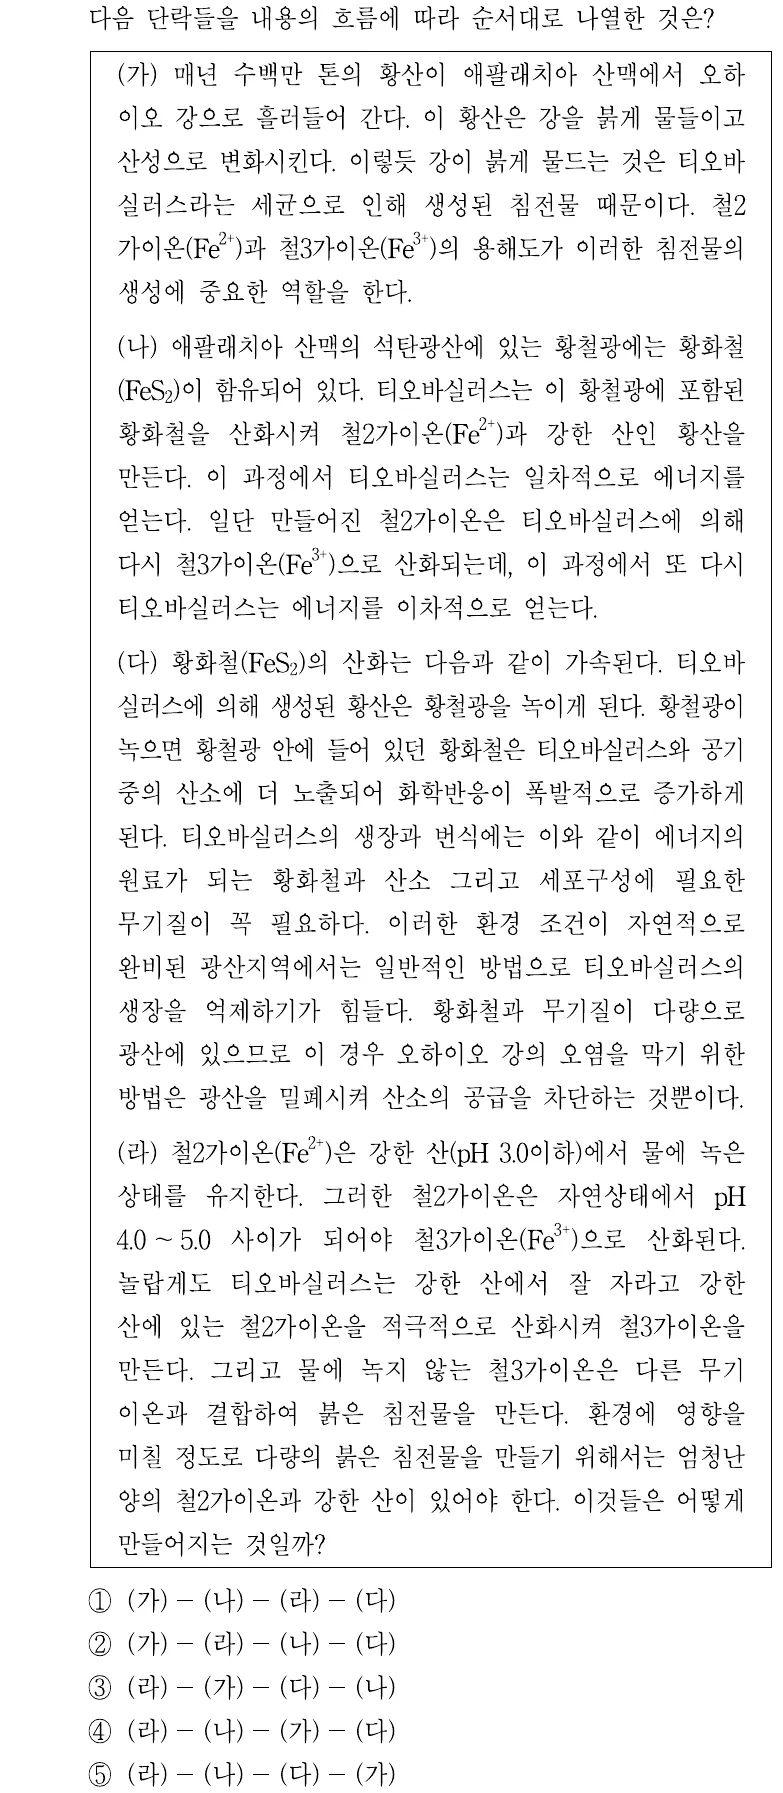 다음 단락들을 내용의 흐름에 따라 순서대로 나열한 것은?
(가) 매년 수백만 톤의 황산이 애팔래치아 산맥에서 오하
이오 강으로 흘러들어 간다. 이 황산은 강을 붉게 물들이고
산성으로 변화시킨다. 이렇듯 강이 붉게 물드는 것은 티오바
실러스라는 세균으로 인해 생성된 침전물 때문이다. 철2
가이온(Fe²⁺)과 철3가이온(Fe³⁺)의 용해도가 이러한 침전물의
생성에 중요한 역할을 한다.
(나) 애팔래치아 산맥의 석탄광산에 있는 황철광에는 황화철
(FeS₂)이 함유되어 있다. 티오바실러스는 이 황철광에 포함된
황화철을 산화시켜 철2가이온(Fe²⁺)과 강한 산인 황산을
만든다. 이 과정에서 티오바실러스는 일차적으로 에너지를
얻는다. 일단 만들어진 철2가이온은 티오바실러스에 의해
다시 철3가이온(Fe³⁺)으로 산화되는데, 이 과정에서 또 다시
티오바실러스는 에너지를 이차적으로 얻는다.
(다) 황화철(FeS₂)의 산화는 다음과 같이 가속된다. 티오바
실러스에 의해 생성된 황산은 황철광을 녹이게 된다. 황철광이
녹으면 황철광 안에 들어 있던 황화철은 티오바실러스와 공기
중의 산소에 더 노출되어 화학반응이 폭발적으로 증가하게
된다. 티오바실러스의 생장과 번식에는 이와 같이 에너지의
원료가 되는 황화철과 산소 그리고 세포구성에 필요한
무기질이 꼭 필요하다. 이러한 환경 조건이 자연적으로
완비된 광산지역에서는 일반적인 방법으로 티오바실러스의
생장을 억제하기가 힘들다. 황화철과 무기질이 다량으로
광산에 있으므로 이 경우 오하이오 강의 오염을 막기 위한
방법은 광산을 밀폐시켜 산소의 공급을 차단하는 것뿐이다.
(라) 철2가이온(Fe²⁺)은 강한 산(pH 3.0이하)에서 물에 녹은
상태를 유지한다. 그러한 철2가이온은 자연상태에서 pH
4.0 ~ 5.0 사이가 되어야 철3가이온(Fe³⁺)으로 산화된다.
놀랍게도 티오바실러스는 강한 산에서 잘 자라고 강한
산에 있는 철2가이온을 적극적으로 산화시켜 철3가이온을
만든다. 그리고 물에 녹지 않는 철3가이온은 다른 무기
이온과 결합하여 붉은 침전물을 만든다. 환경에 영향을
미칠 정도로 다량의 붉은 침전물을 만들기 위해서는 엄청난
양의 철2가이온과 강한 산이 있어야 한다. 이것들은 어떻게
만들어지는 것일까?
① (가) - (나) - (라) - (다)
② (가) - (라) - (나) - (다)
③ (라) - (가) - (다) - (나)
④ (라) - (나) - (가) - (다)
⑤ (라) - (나) - (다) - (가)